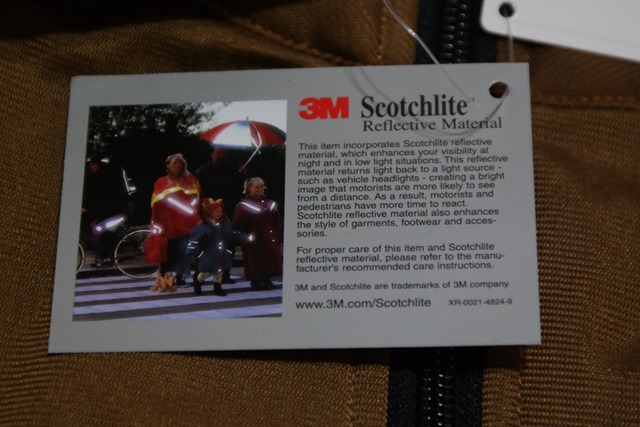 3M Scotchlite™
Reflective Material
This item incorporates Scotchlite reflective
material, which enhances your visibility at
night and in low light situations. This reflective
material returns light back to a light source -
such as vehicle headlights - creating a bright
image that motorists are more likely to see
from a distance. As a result, motorists and
pedestrians have more time to react.
Scotchlite reflective material also enhances
the style of garments, footwear and acces-
sories.
For proper care of this item and Scotchlite
reflective material, please refer to the manu-
facturer's recommended care instructions.
3M and Scotchlite are trademarks of 3M company.
www.3M.com/Scotchlite XR-0021-4824-9